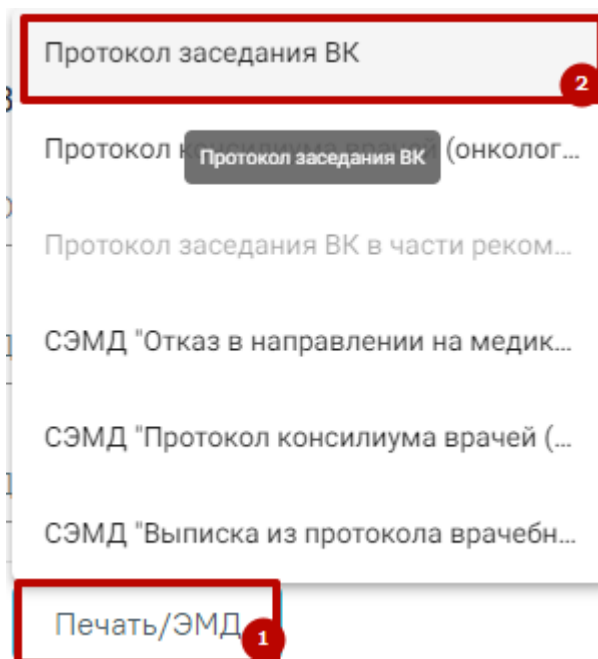 Протокол заседания ВК
2
Протокол (онколог...
Протокол заседания ВК
Протокол заседания ВК в части реком...
СЭМД "Отказ в направлении на медик...
СЭМД "Протокол консилиума врачей (...
СЭМД "Выписка из протокола врачебн...
Печать/ЭМД
1